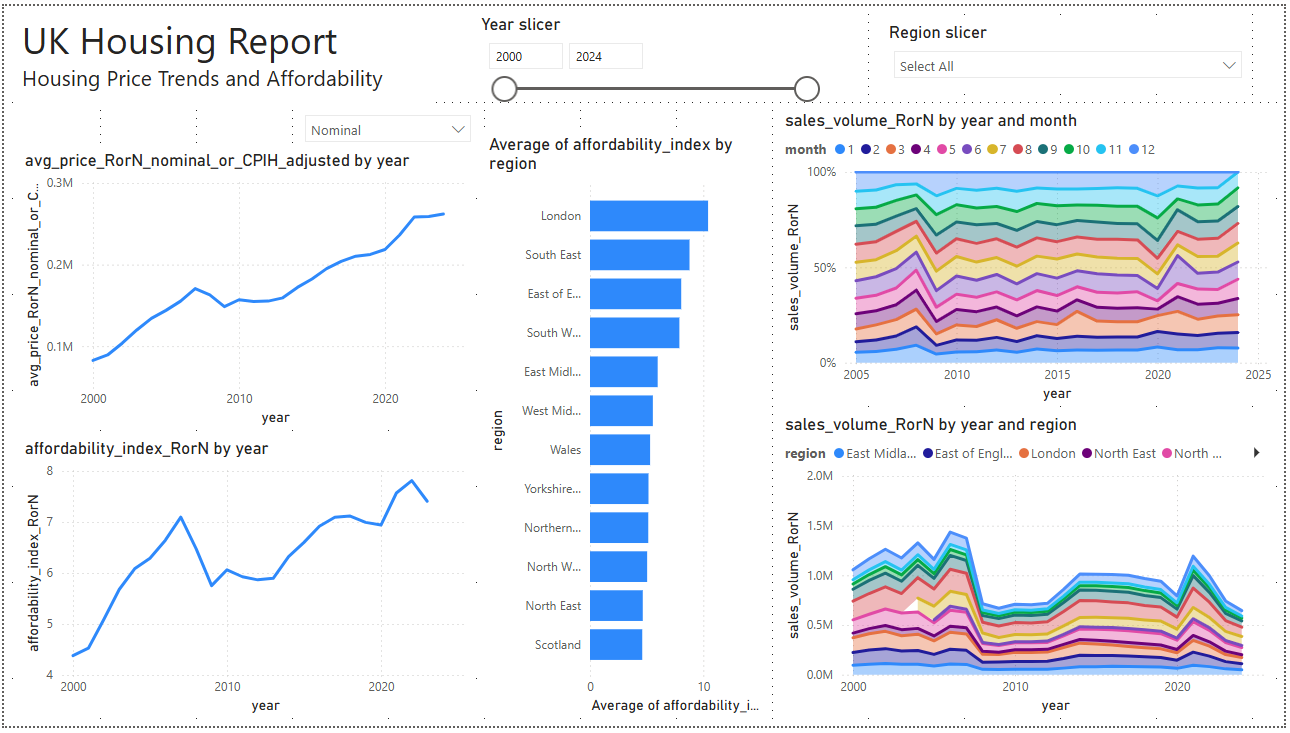 UK Housing Report
Housing Price Trends and Affordability
Year slicer
2000 2024
Region slicer
Select All
Nominal
avg_price_RorN_nominal_or_CPIH_adjusted by year
avg_price_RorN_nominal_or_C...
0.3M
0.2M
0.1M
2000 2010 2020
year
affordability_index_RorN by year
affordability_index_RorN
8
7
6
5
4
2000 2010 2020
year
Average of affordability_index by
region
region
London
South East
East of E...
South W...
East Midl...
West Mid...
Wales
Yorkshire...
Northern...
North W...
North East
Scotland
0 10
Average of affordability_i...
sales_volume_RorN by year and month
month 1 2 3 4 5 6 7 8 9 10 11 12
sales_volume_RorN
100%
50%
0%
2005 2010 2015 2020 2025
year
sales_volume_RorN by year and region
region East Midla... East of Engl... London North East North ...
sales_volume_RorN
2.0M
1.5M
1.0M
0.5M
0.0M
2000 2010 2020
year